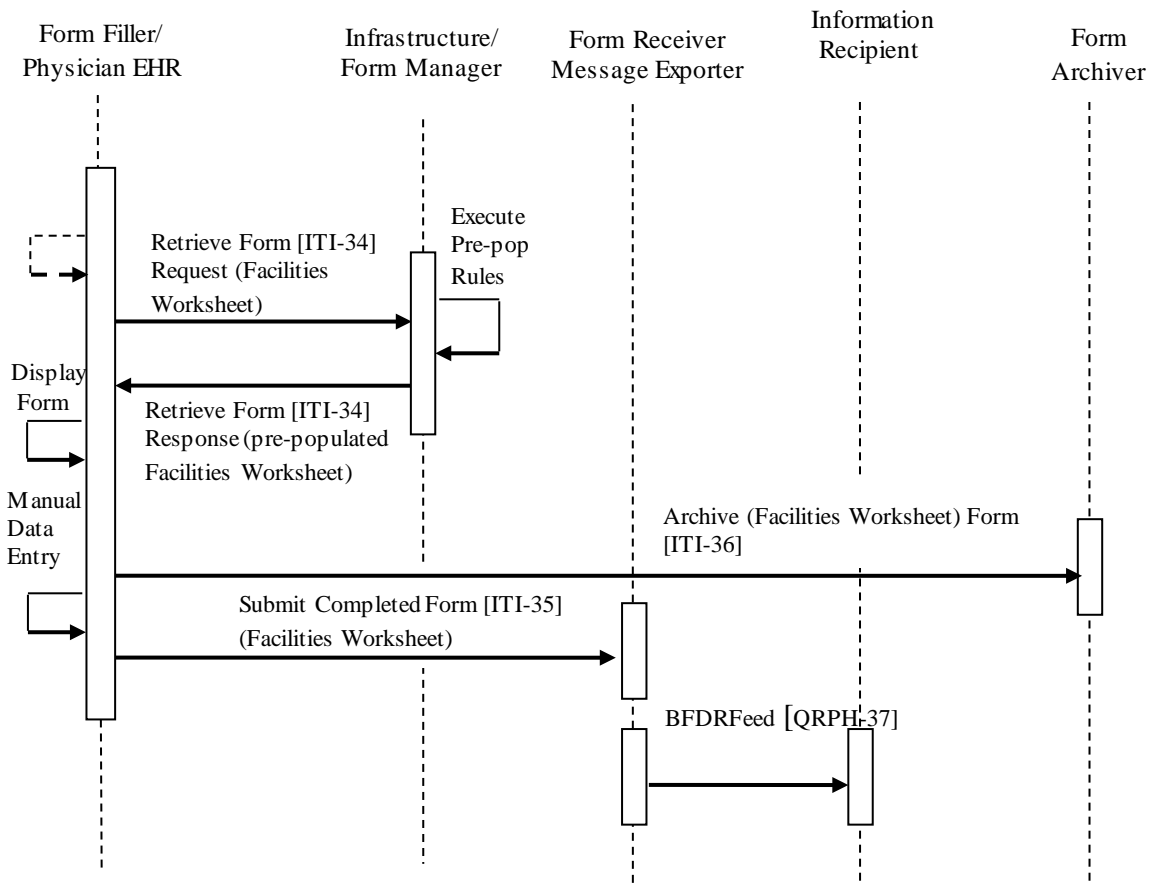 Form Filler/
Physician EHR
Infrastructure/
Form Manager
Form Receiver
Message Exporter
Information
Recipient
Form
Archiver
Execute
Pre-pop
Rules
Retrieve Form [ITI-34]
Request (Facilities
Worksheet)
Display
Form
Retrieve Form [ITI-34]
Response (pre-populated
Facilities Worksheet)
Manual
Data
Entry
Archive (Facilities Worksheet) Form
[ITI-36]
Submit Completed Form [ITI-35]
(Facilities Worksheet)
BFDRFeed [QRPH-37]